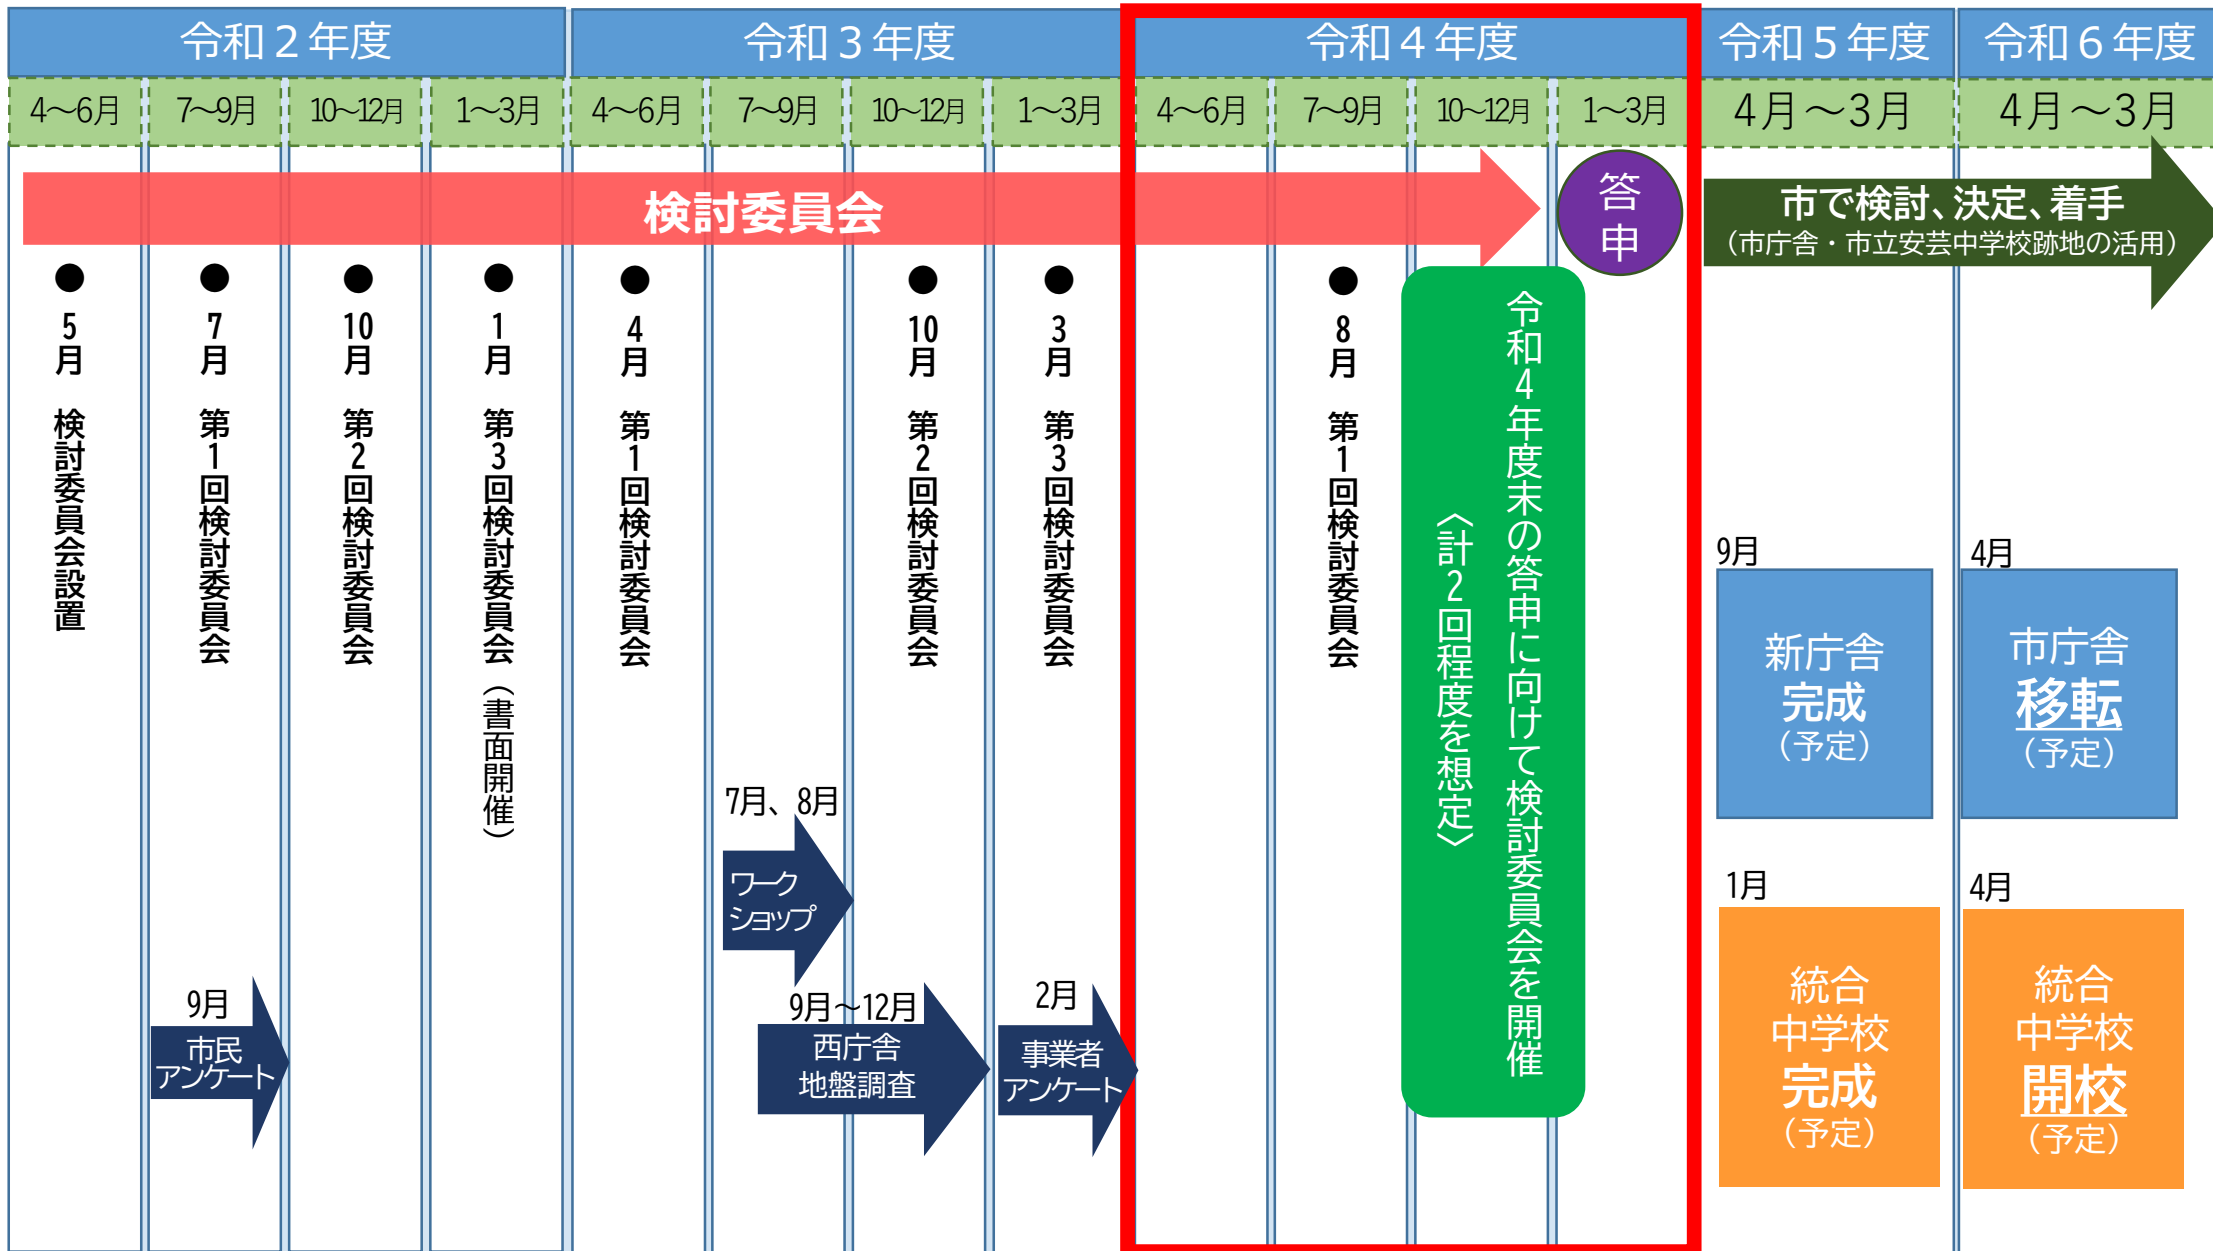 令和２年度
令和３年度
令和４年度
令和５年度
令和６年度
4～6月
7～9月
10～12月
1～3月
4～6月
7～9月
10～12月
1～3月
4～6月
7～9月
10～12月
1～3月
4月～3月
4月～3月
検討委員会
答
申
市で検討、決定、着手
（市庁舎・市立安芸中学校跡地の活用）
●5月　検討委員会設置
●7月　第1回検討委員会
●10月　第2回検討委員会
●1月　第3回検討委員会（書面開催）
●4月　第1回検討委員会
●10月　第2回検討委員会
●3月　第3回検討委員会
●8月　第1回検討委員会
令和4年度末の答申に向けて検討委員会を開催
〈計2回程度を想定〉
9月
市民
アンケート
7月、8月
ワーク
ショップ
9月～12月
西庁舎
地盤調査
2月
事業者
アンケート
9月
新庁舎
完成
（予定）
4月
市庁舎
移転
（予定）
1月
統合
中学校
完成
（予定）
4月
統合
中学校
開校
（予定）